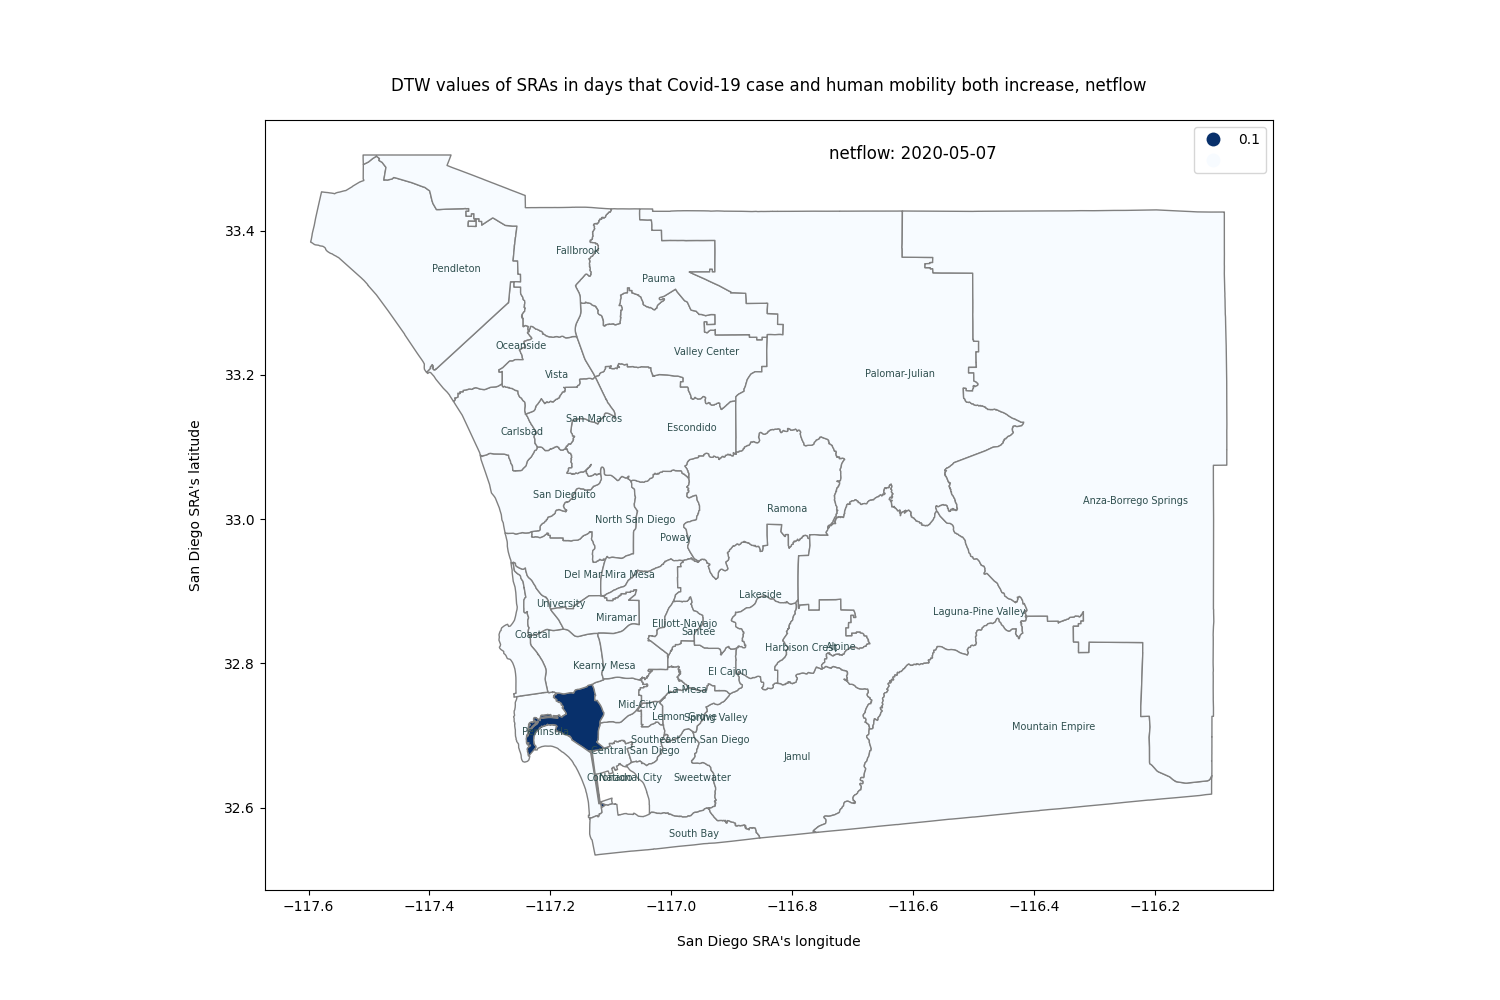 DTW values of SRAs in days that Covid-19 case and human mobility both increase, netflow
netflow: 2020-05-07
0.1
33.4
33.2
33.0
32.8
32.6
San Diego SRA's latitude
Fallbrook
Pendleton
Pauma
Oceanside
Valley Center
Vista
Palomar-Julian
San Marcos
Carlsbad
Escondido
San Dieguito
Anza-Borrego Springs
Ramona
North San Diego
Poway
Del Mar-Mira Mesa
Lakeside
University
Laguna-Pine Valley
Miramar
Elliott-Navajo
Santee
Coastal
Harbison Crest
Alpine
Kearny Mesa
El Cajon
La Mesa
Mid-City
Lemon Grove
Spring Valley
Mountain Empire
Peninsula
Southeastern San Diego
Central San Diego
Jamul
Coronado
National City
Sweetwater
South Bay
−117.6
−117.4
−117.2
−117.0
−116.8
−116.6
−116.4
−116.2
San Diego SRA's longitude